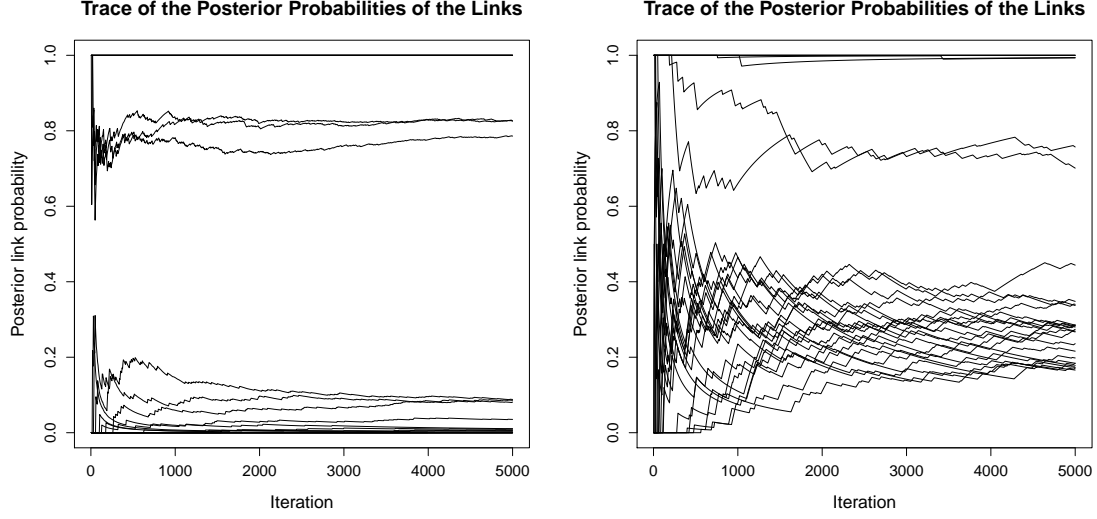 Trace of the Posterior Probabilities of the Links
Posterior link probability
1.0
0.8
0.6
0.4
0.2
0.0
0 1000 2000 3000 4000 5000
Iteration
Trace of the Posterior Probabilities of the Links
Posterior link probability
1.0
0.8
0.6
0.4
0.2
0.0
0 1000 2000 3000 4000 5000
Iteration